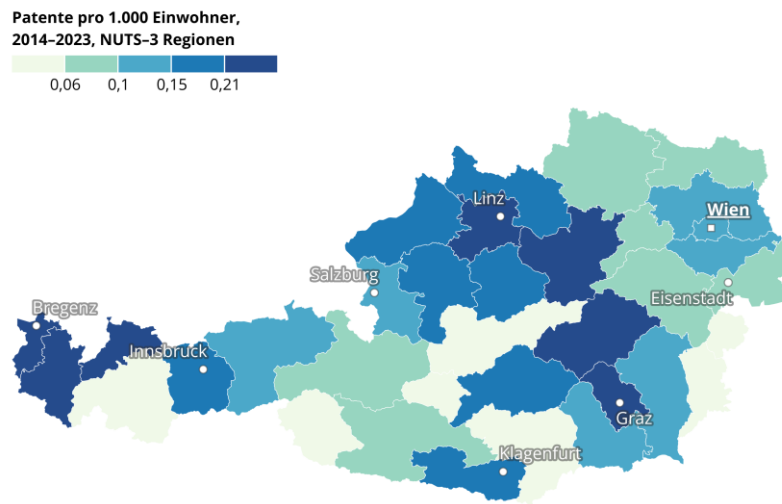 Patente pro 1.000 Einwohner,
2014–2023, NUTS–3 Regionen
0,06 0,1 0,15 0,21
Linz
Wien
Salzburg
Eisenstadt
Bregenz
Innsbruck
Graz
Klagenfurt